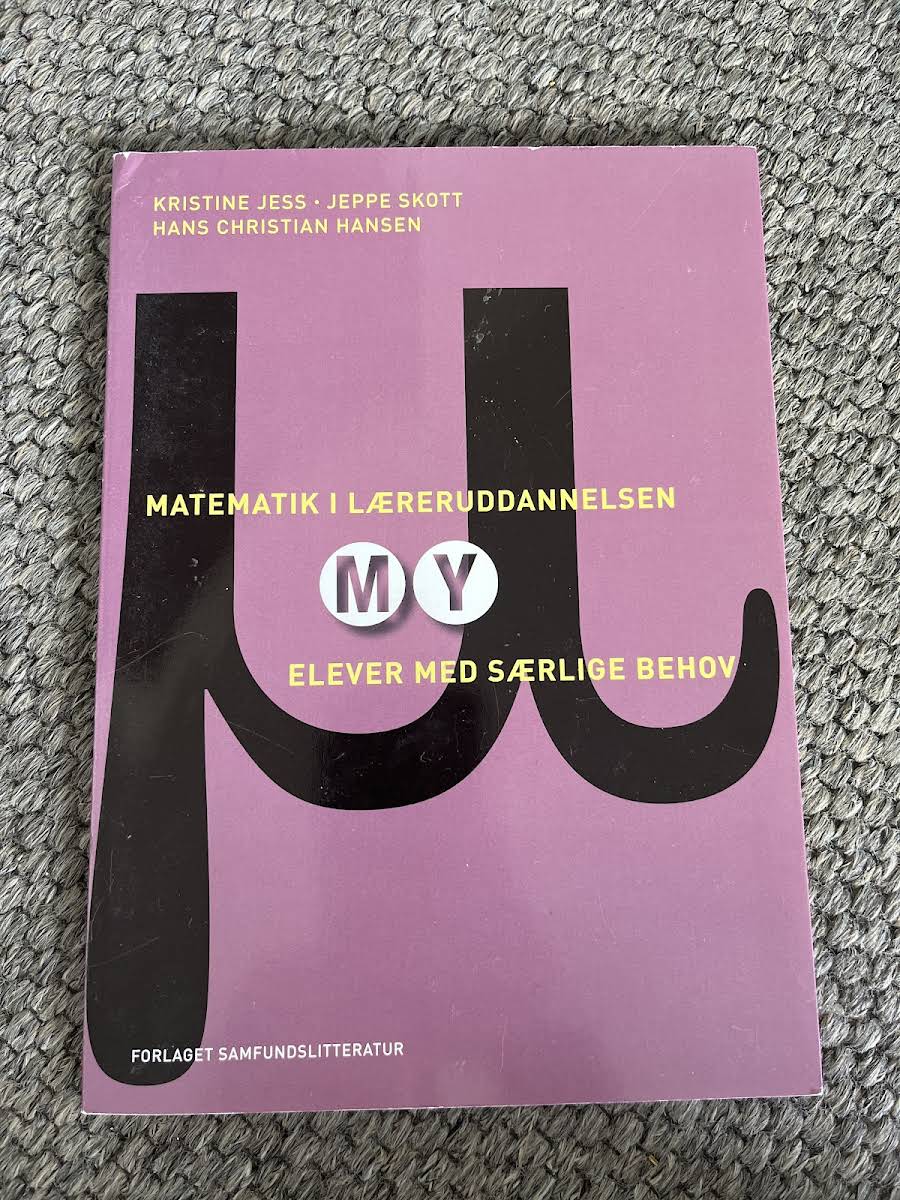 KRISTINE JESS · JEPPE SKOTT
HANS CHRISTIAN HANSEN
µ
MATEMATIK I LÆRERUDDANNELSEN
MY
ELEVER MED SÆRLIGE BEHOV
FORLAGET SAMFUNDSLITTERATUR